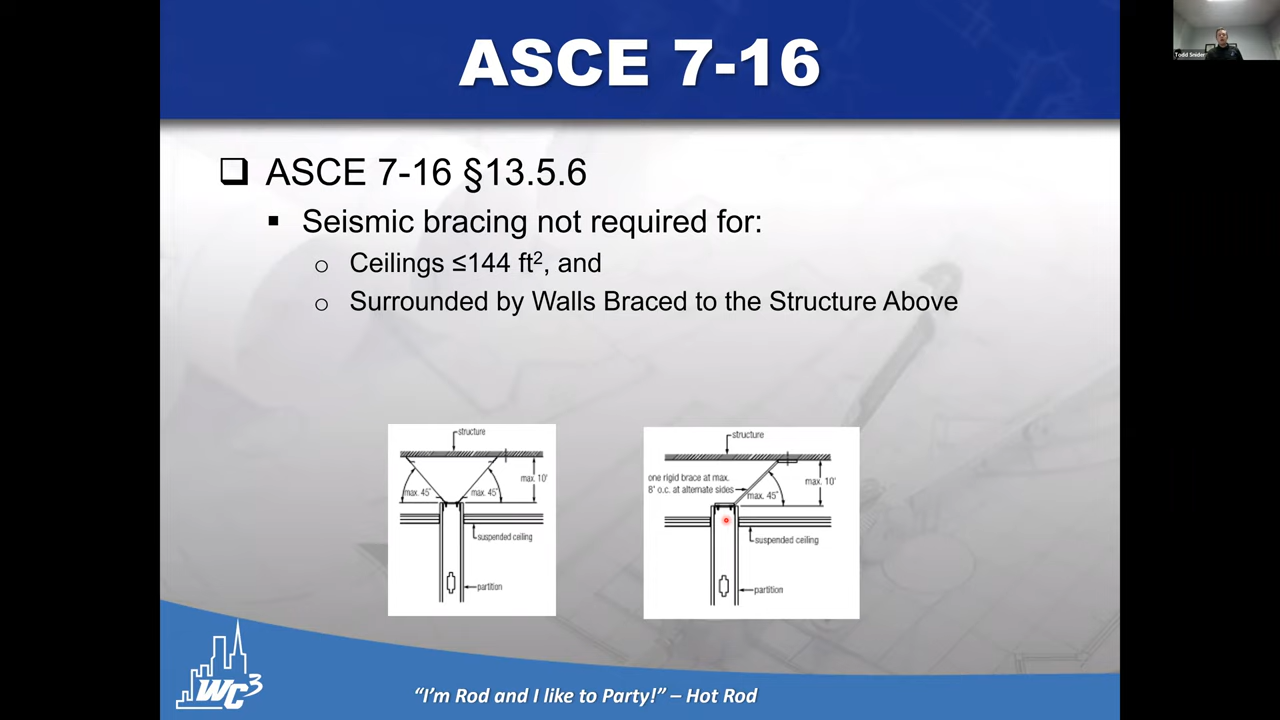 ASCE 7-16
Todd Snider
❑ ASCE 7-16 §13.5.6
▪ Seismic bracing not required for:
o Ceilings ≤144 ft², and
o Surrounded by Walls Braced to the Structure Above
structure
max. 10'
max. 45°
max. 45°
suspended ceiling
partition
structure
one rigid brace at max.
8' o.c. at alternate sides
max. 45°
max. 10'
suspended ceiling
partition
WC3
“I’m Rod and I like to Party!” – Hot Rod